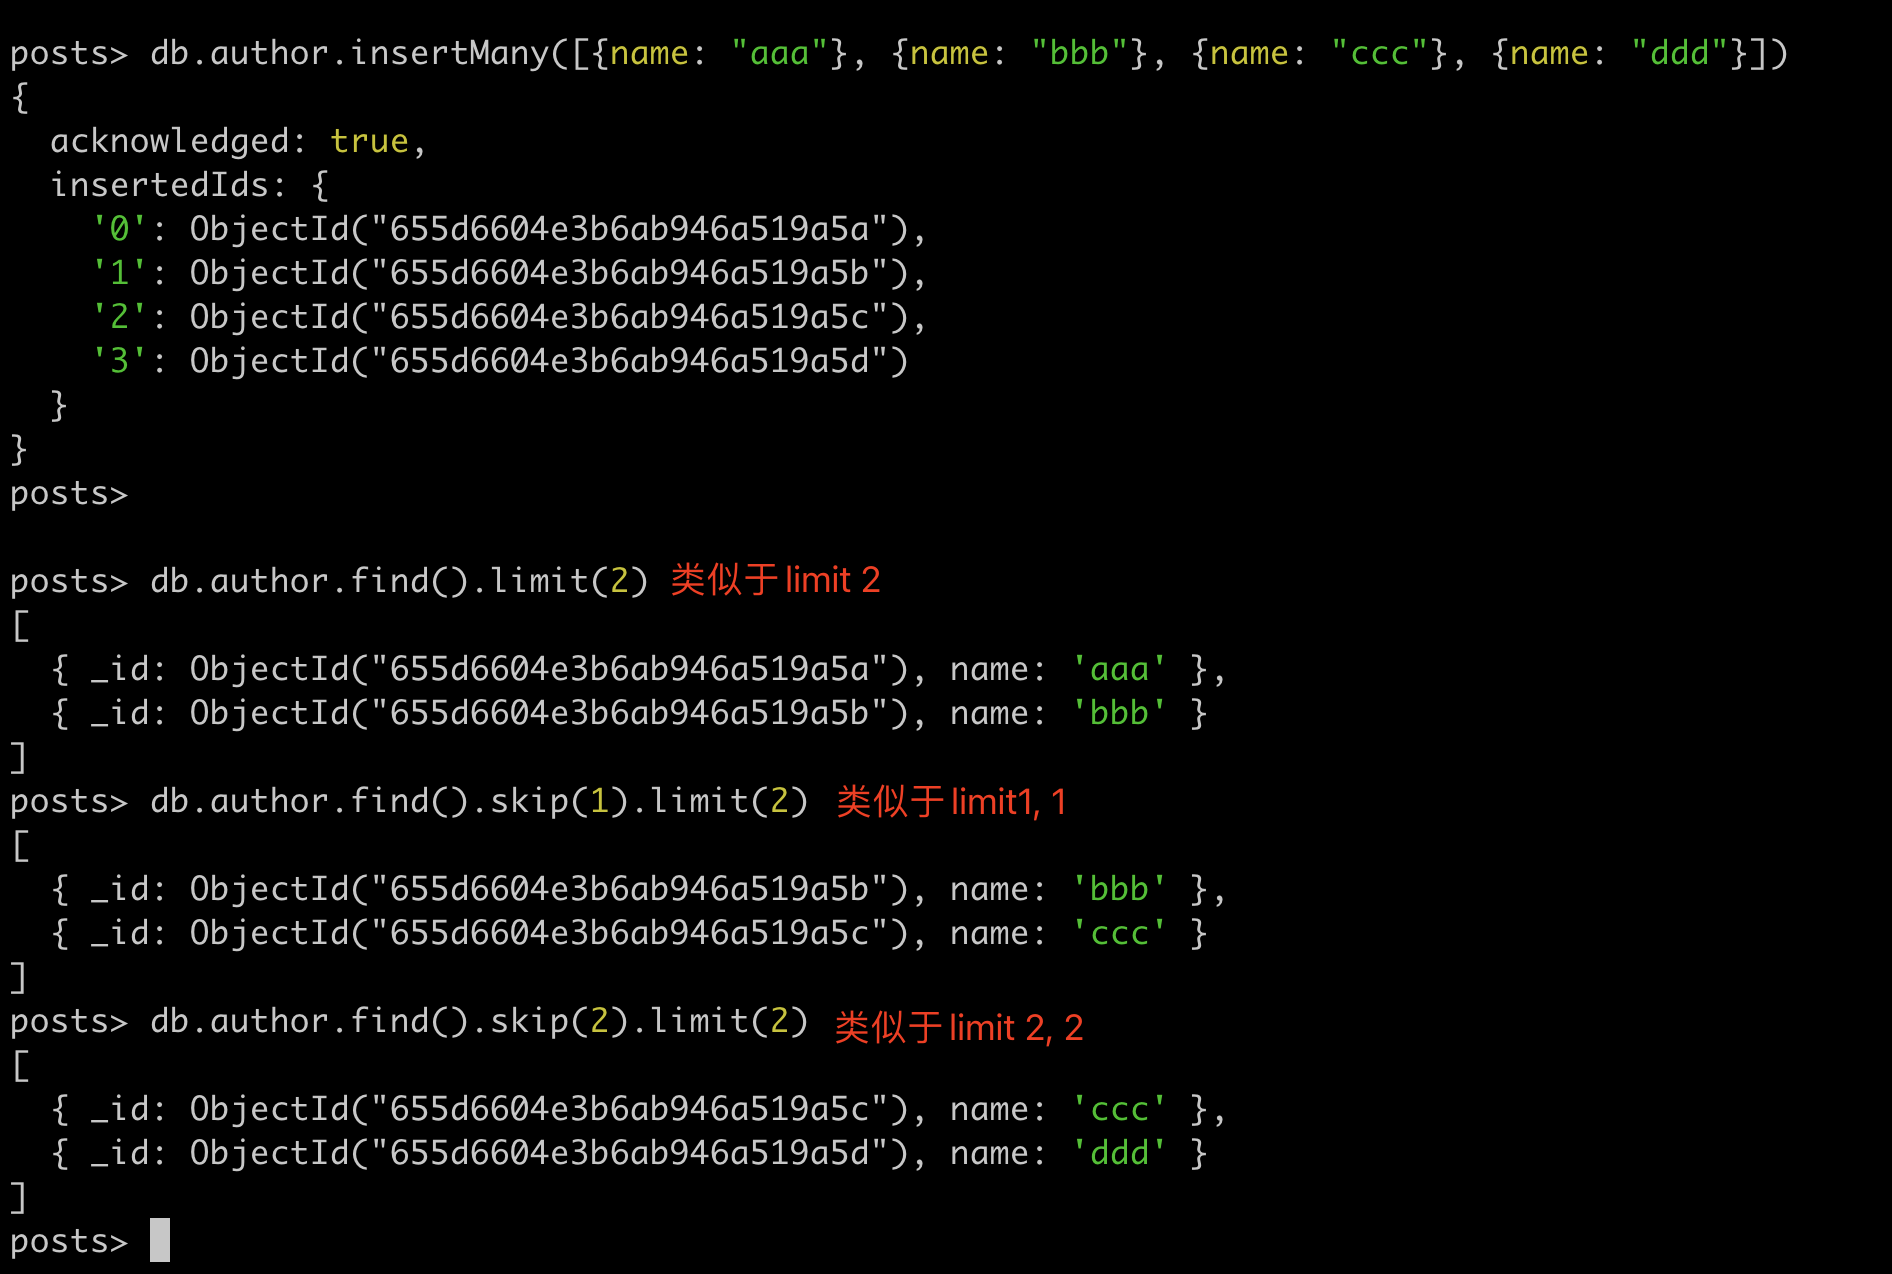 posts> db.author.insertMany([{name: "aaa"}, {name: "bbb"}, {name: "ccc"}, {name: "ddd"}])
{
  acknowledged: true,
  insertedIds: {
    '0': ObjectId("655d6604e3b6ab946a519a5a"),
    '1': ObjectId("655d6604e3b6ab946a519a5b"),
    '2': ObjectId("655d6604e3b6ab946a519a5c"),
    '3': ObjectId("655d6604e3b6ab946a519a5d")
  }
}
posts>
posts> db.author.find().limit(2) 类似于 limit 2
[
  { _id: ObjectId("655d6604e3b6ab946a519a5a"), name: 'aaa' },
  { _id: ObjectId("655d6604e3b6ab946a519a5b"), name: 'bbb' }
]
posts> db.author.find().skip(1).limit(2) 类似于 limit1, 1
[
  { _id: ObjectId("655d6604e3b6ab946a519a5b"), name: 'bbb' },
  { _id: ObjectId("655d6604e3b6ab946a519a5c"), name: 'ccc' }
]
posts> db.author.find().skip(2).limit(2) 类似于 limit 2, 2
[
  { _id: ObjectId("655d6604e3b6ab946a519a5c"), name: 'ccc' },
  { _id: ObjectId("655d6604e3b6ab946a519a5d"), name: 'ddd' }
]
posts>